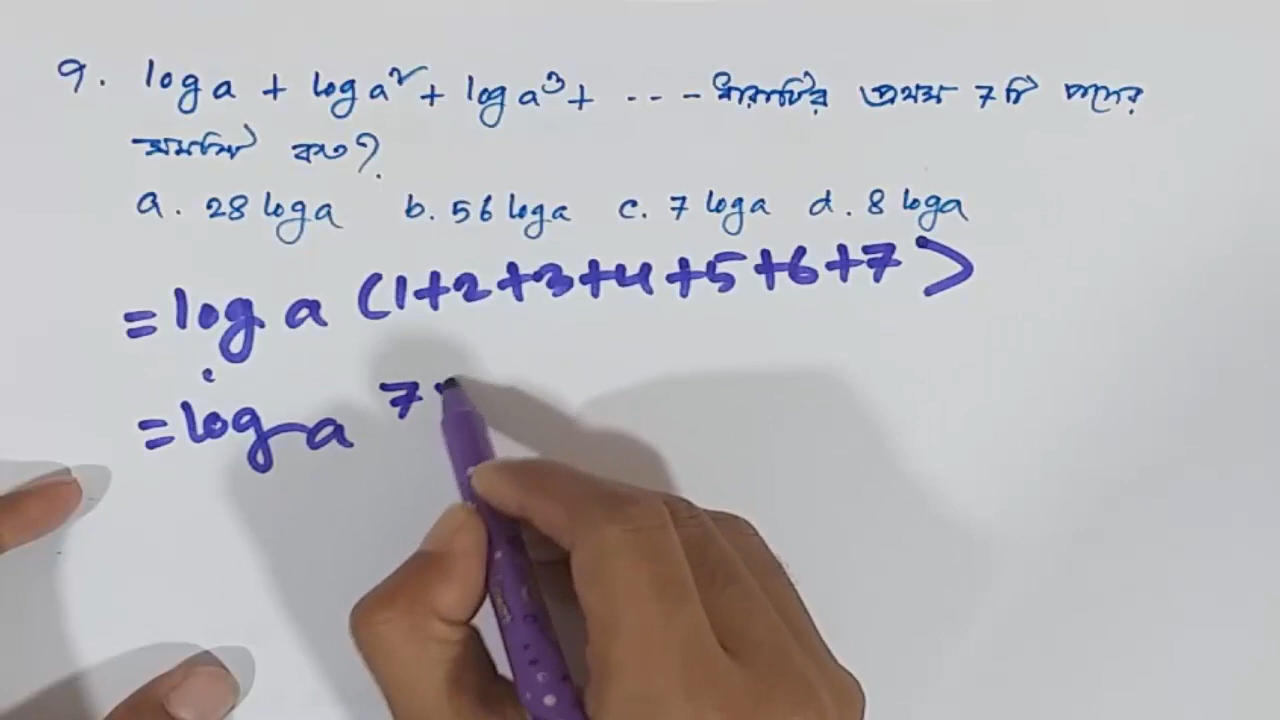 9. log a + log a² + log a³ + --- ধারাটির প্রথম 7টি পদের
সমষ্টি কত?
a. 28 log a b. 56 log a c. 7 log a d. 8 log a
= log a (1+2+3+4+5+6+7)
= log a 7